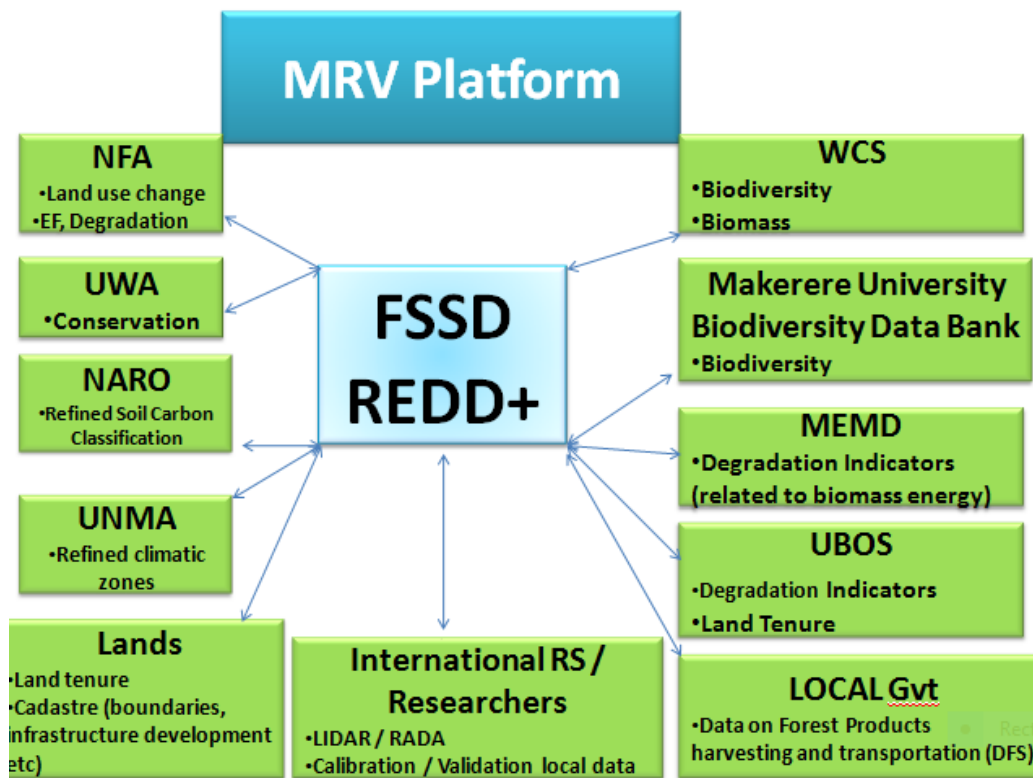 MRV Platform
NFA
•Land use change
•EF, Degradation
UWA
•Conservation
NARO
•Refined Soil Carbon
Classification
UNMA
•Refined climatic
zones
Lands
•Land tenure
•Cadastre (boundaries,
infrastructure development
etc)
FSSD
REDD+
International RS /
Researchers
•LIDAR / RADA
•Calibration / Validation local data
WCS
•Biodiversity
•Biomass
Makerere University
Biodiversity Data Bank
•Biodiversity
MEMD
•Degradation Indicators
(related to biomass energy)
UBOS
•Degradation Indicators
•Land Tenure
LOCAL Gvt
•Data on Forest Products
harvesting and transportation (DFS)